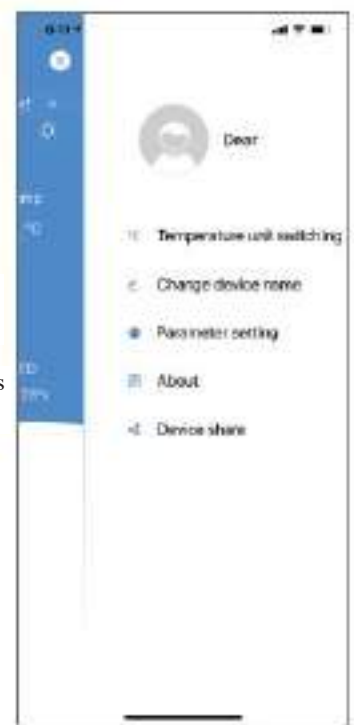 Dear
Temperature unit switching
Change device name
Parameter setting
About
Device share
s